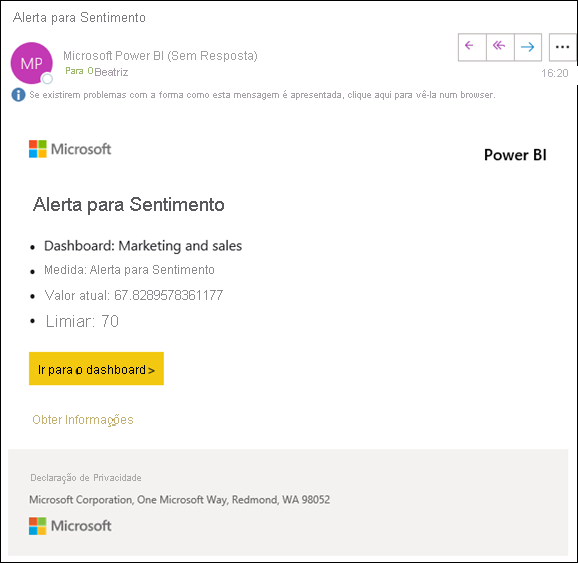 Alerta para Sentimento
MP
Microsoft Power BI (Sem Resposta)
Para O Beatriz
16:20
Se existirem problemas com a forma como esta mensagem é apresentada, clique aqui para vê-la num browser.
Microsoft
Power BI
Alerta para Sentimento
• Dashboard: Marketing and sales
• Medida: Alerta para Sentimento
• Valor atual: 67.8289578361177
• Limiar: 70
Ir para o dashboard >
Obter Informações
Declaração de Privacidade
Microsoft Corporation, One Microsoft Way, Redmond, WA 98052
Microsoft